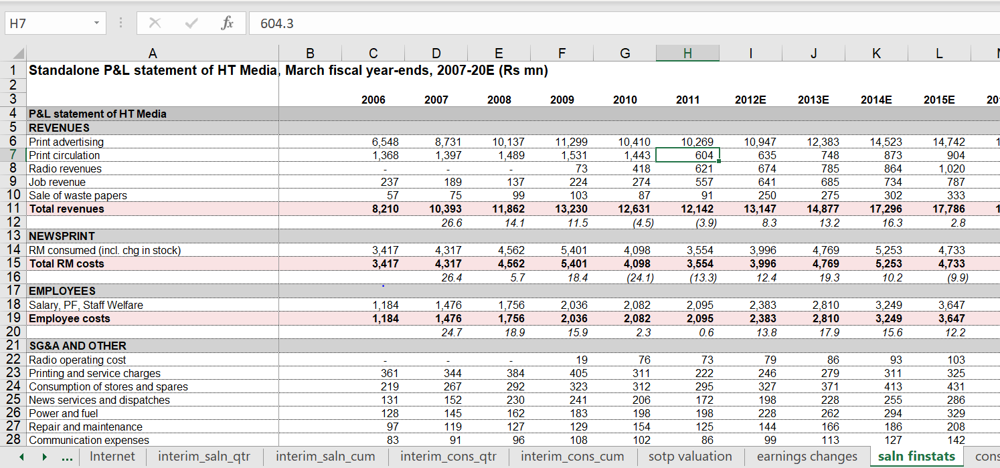 H7 fx 604.3
A B C D E F G H I J K L
1 Standalone P&L statement of HT Media, March fiscal year-ends, 2007-20E (Rs mn)
2
3 2006 2007 2008 2009 2010 2011 2012E 2013E 2014E 2015E 20
4 P&L statement of HT Media
5 REVENUES
6 Print advertising 6,548 8,731 10,137 11,299 10,410 10,269 10,947 12,383 14,523 14,742 1
7 Print circulation 1,368 1,397 1,489 1,531 1,443 604 635 748 873 904
8 Radio revenues - - - 73 418 621 674 785 864 1,020
9 Job revenue 237 189 137 224 274 557 641 685 734 787
10 Sale of waste papers 57 75 99 103 87 91 250 275 302 333
11 Total revenues 8,210 10,393 11,862 13,230 12,631 12,142 13,147 14,877 17,296 17,786 1
12 26.6 14.1 11.5 (4.5) (3.9) 8.3 13.2 16.3 2.8
13 NEWSPRINT
14 RM consumed (incl. chg in stock) 3,417 4,317 4,562 5,401 4,098 3,554 3,996 4,769 5,253 4,733
15 Total RM costs 3,417 4,317 4,562 5,401 4,098 3,554 3,996 4,769 5,253 4,733
16 26.4 5.7 18.4 (24.1) (13.3) 12.4 19.3 10.2 (9.9)
17 EMPLOYEES
18 Salary, PF, Staff Welfare 1,184 1,476 1,756 2,036 2,082 2,095 2,383 2,810 3,249 3,647
19 Employee costs 1,184 1,476 1,756 2,036 2,082 2,095 2,383 2,810 3,249 3,647
20 24.7 18.9 15.9 2.3 0.6 13.8 17.9 15.6 12.2
21 SG&A AND OTHER
22 Radio operating cost - - - 19 76 73 79 86 93 103
23 Printing and service charges 361 344 384 405 311 222 246 279 311 325
24 Consumption of stores and spares 219 267 292 323 312 295 327 371 413 431
25 News services and dispatches 131 152 230 241 206 172 198 228 255 286
26 Power and fuel 128 145 162 183 198 198 228 262 294 329
27 Repair and maintenance 97 119 127 129 154 125 144 166 186 208
28 Communication expenses 83 91 96 108 102 86 99 113 127 142
... Internet interim_saln_qtr interim_saln_cum interim_cons_qtr interim_cons_cum sotp valuation earnings changes saln finstats cons